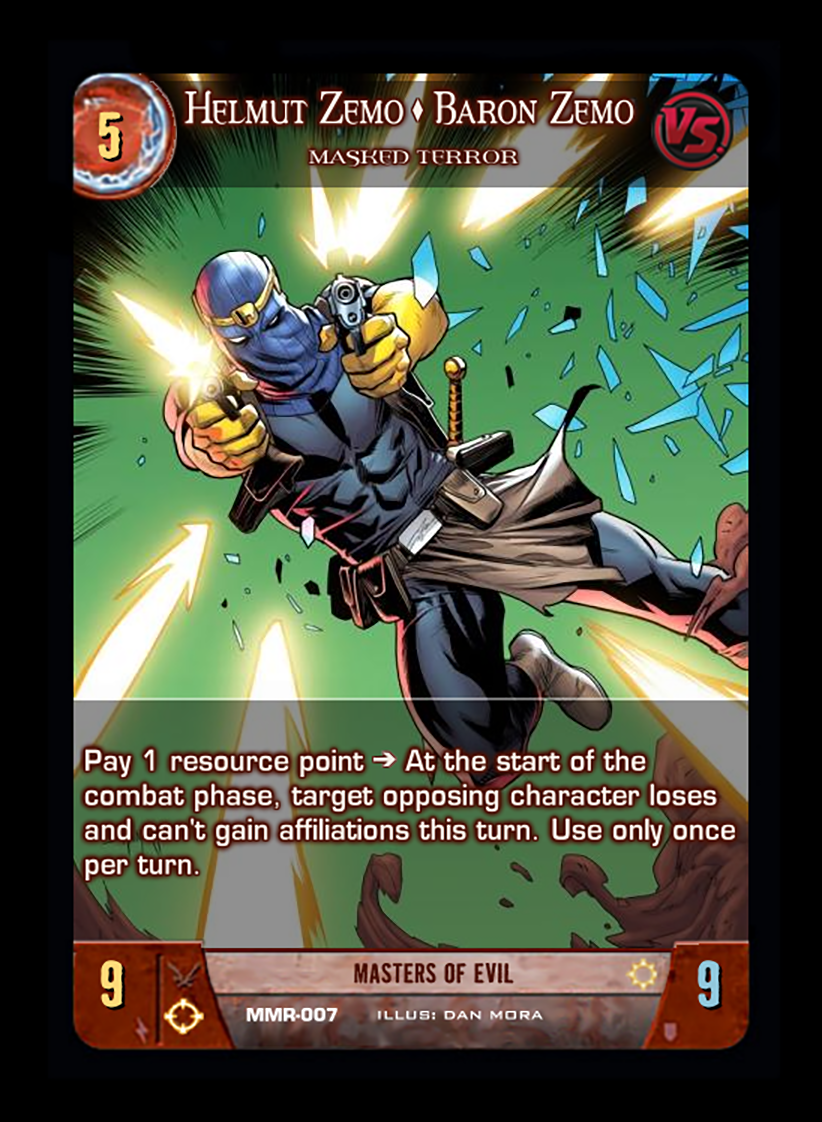 5
HELMUT ZEMO ♦ BARON ZEMO
VS.
MASKED TERROR
Pay 1 resource point → At the start of the
combat phase, target opposing character loses
and can't gain affiliations this turn. Use only once
per turn.
9
MASTERS OF EVIL
9
MMR-007 ILLUS: DAN MORA